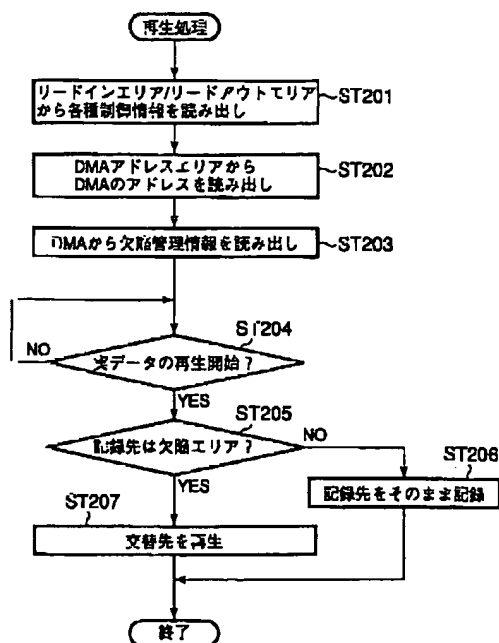 再生処理
リードインエリア/リードアウトエリア
から各種制御情報を読み出し
ST201
DMAアドレスエリアから
DMAのアドレスを読み出し
ST202
DMAから欠陥管理情報を読み出し
ST203
ST204
NO
実データの再生開始?
YES
ST205
記録先は欠陥エリア?
NO
ST206
YES
記録先をそのまま記録
ST207
交替先を再生
終了